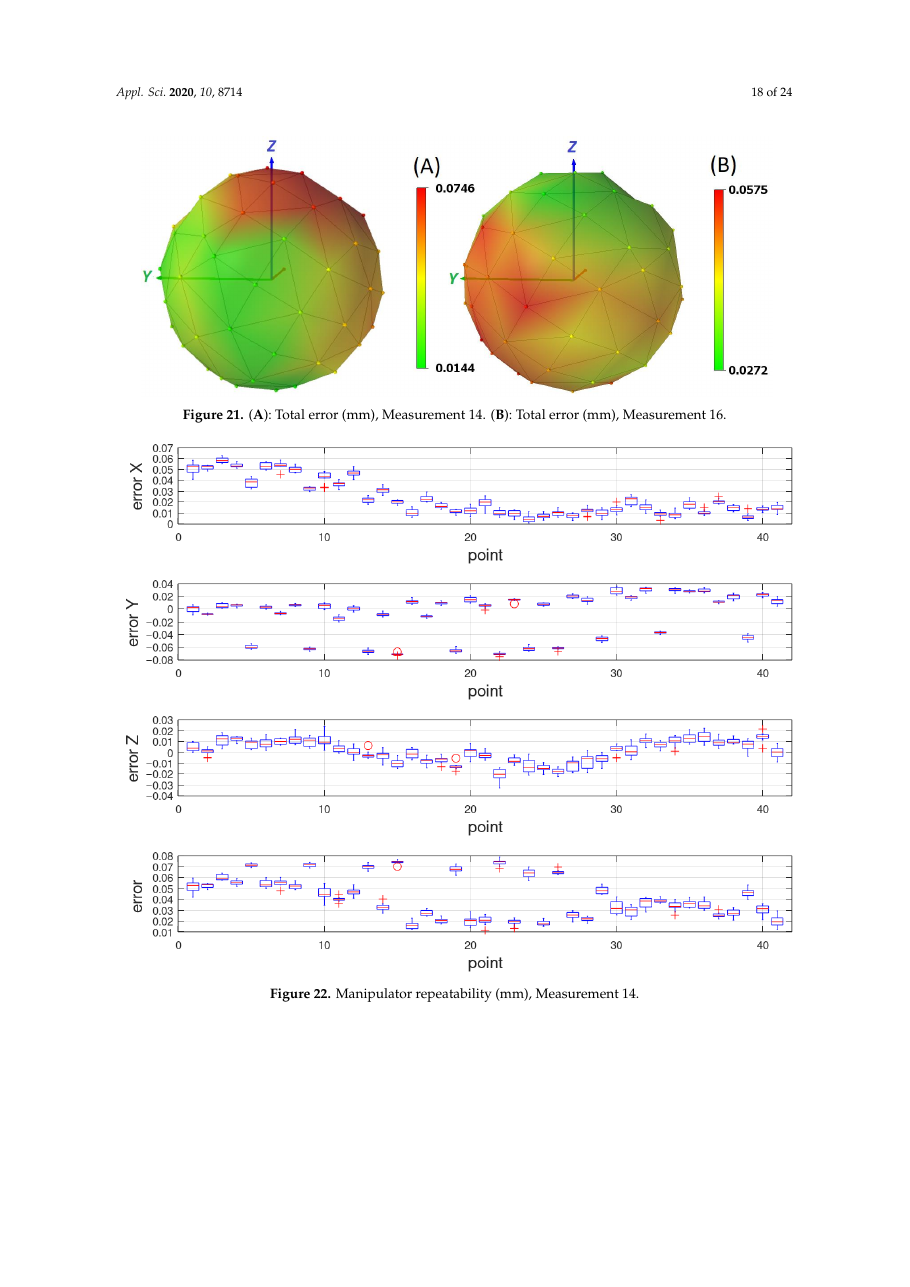 Appl. Sci. 2020, 10, 8714
18 of 24
Z
(A)
0.0746
Y
0.0144
Z
(B)
0.0575
Y
0.0272
Figure 21. (A): Total error (mm), Measurement 14. (B): Total error (mm), Measurement 16.
error X
0.07
0.06
0.05
0.04
0.03
0.02
0.01
0
0 10 20 30 40
point
error Y
0.04
0.02
0
−0.02
−0.04
−0.06
−0.08
0 10 20 30 40
point
error Z
0.03
0.02
0.01
0
−0.01
−0.02
−0.03
−0.04
0 10 20 30 40
point
error
0.08
0.07
0.06
0.05
0.04
0.03
0.02
0.01
0 10 20 30 40
point
Figure 22. Manipulator repeatability (mm), Measurement 14.